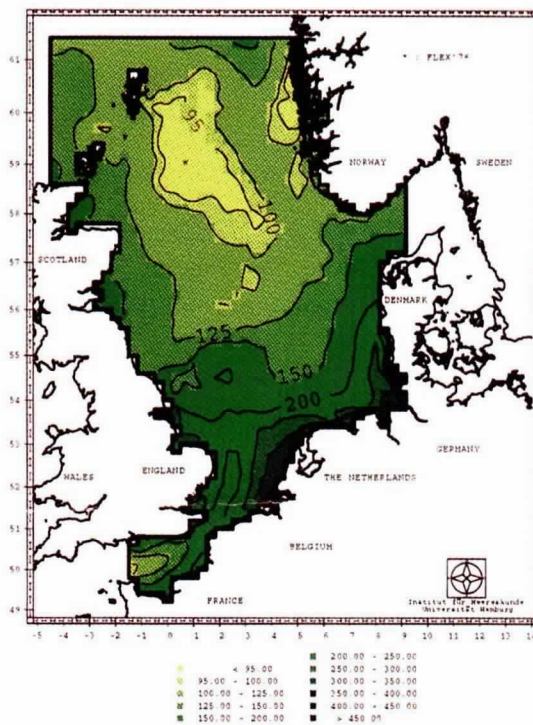 FLEX'76
61
60
59
58
57
56
55
54
53
52
51
50
49
NORWAY
SWEDEN
SCOTLAND
DENMARK
GERMANY
WALES
ENGLAND
THE NETHERLANDS
BELGIUM
FRANCE
95
100
125
150
200
Institut für Meereskunde
Universität Hamburg
-5 -4 -3 -2 -1 0 1 2 3 4 5 6 7 8 9 10 11 12 13 14
< 95.00
95.00 - 100.00
100.00 - 125.00
125.00 - 150.00
150.00 - 200.00
200.00 - 250.00
250.00 - 300.00
300.00 - 350.00
350.00 - 400.00
400.00 - 450.00
> 450.00